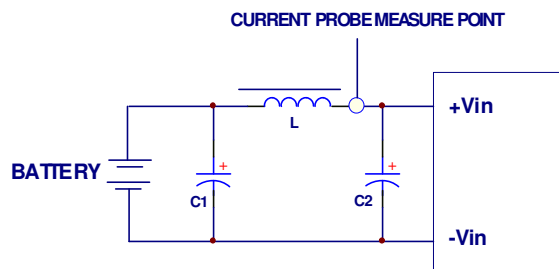 CURRENT PROBE MEASURE POINT
+Vin
L
BATTERY
+
C1
+
C2
-Vin